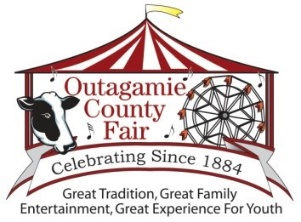 Outagamie
County
Fair
Celebrating Since 1884
Great Tradition, Great Family
Entertainment, Great Experience For Youth